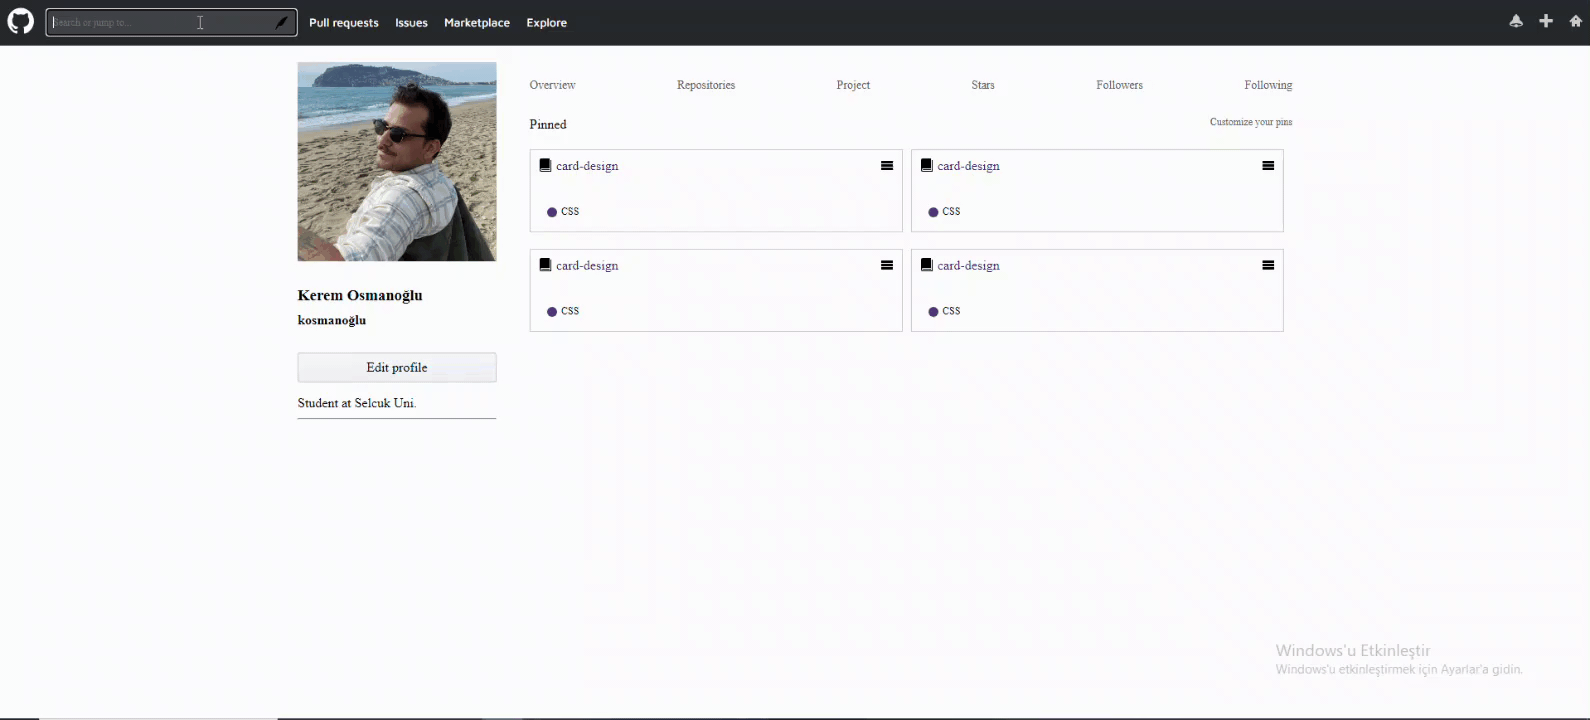 Search or jump to...
Pull requests Issues Marketplace Explore
Overview Repositories Project Stars Followers Following
Pinned Customize your pins
card-design card-design
CSS CSS
card-design card-design
CSS CSS
Kerem Osmanoğlu
kosmanoğlu
Edit profile
Student at Selcuk Uni.
Windows'u Etkinleştir
Windows'u etkinleştirmek için Ayarlar'a gidin.